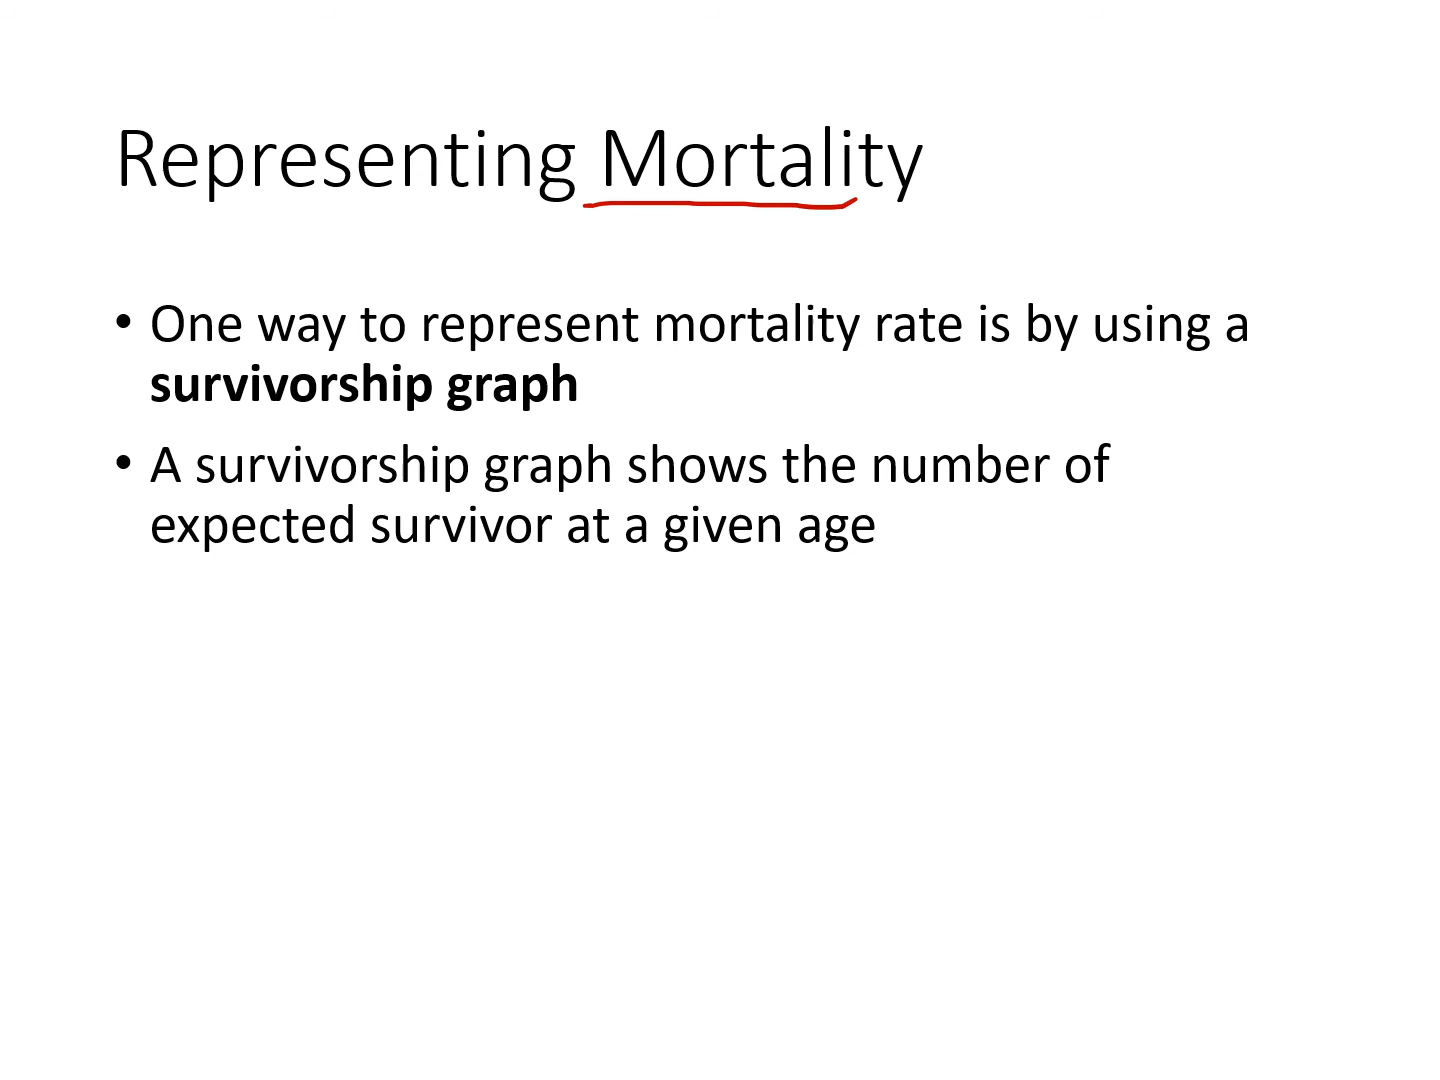 Representing Mortality
• One way to represent mortality rate is by using a
survivorship graph
• A survivorship graph shows the number of
expected survivor at a given age